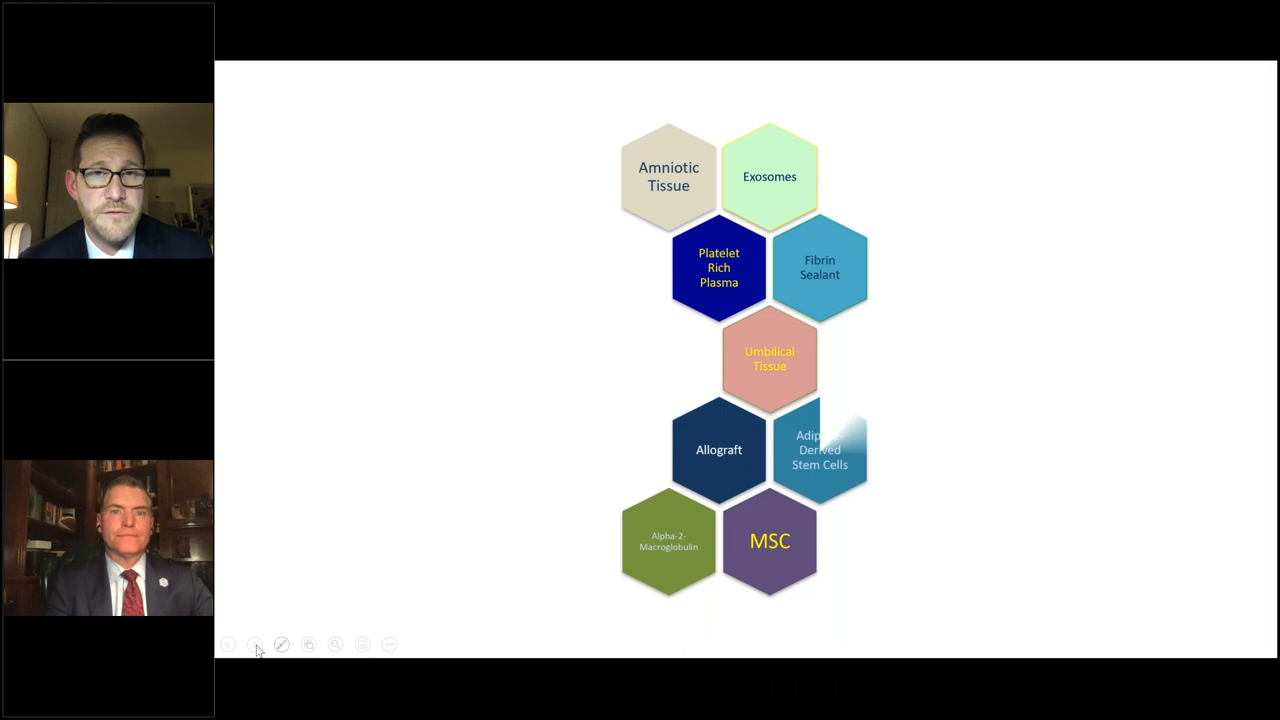 Amniotic
Tissue
Exosomes
Platelet
Rich
Plasma
Fibrin
Sealant
Umbilical
Tissue
Allograft
Derived
Stem Cells
Alpha-2-
Macroglobulin
MSC